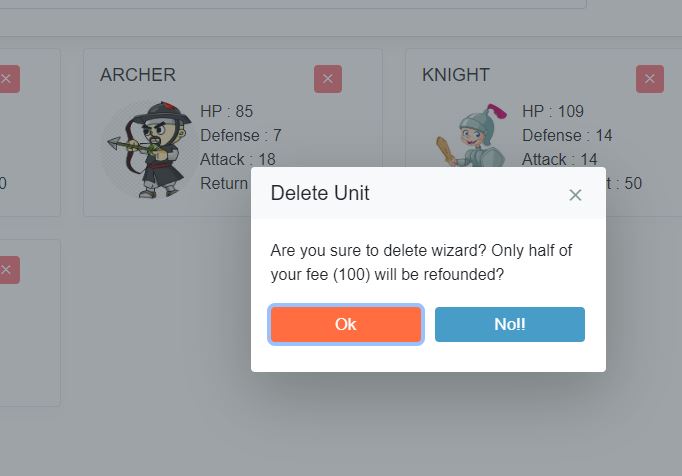 ARCHER
HP : 85
Defense : 7
Attack : 18
Return
KNIGHT
HP : 109
Defense : 14
Attack : 14
t : 50
0
Delete Unit
Are you sure to delete wizard? Only half of
your fee (100) will be refounded?
Ok
No!!